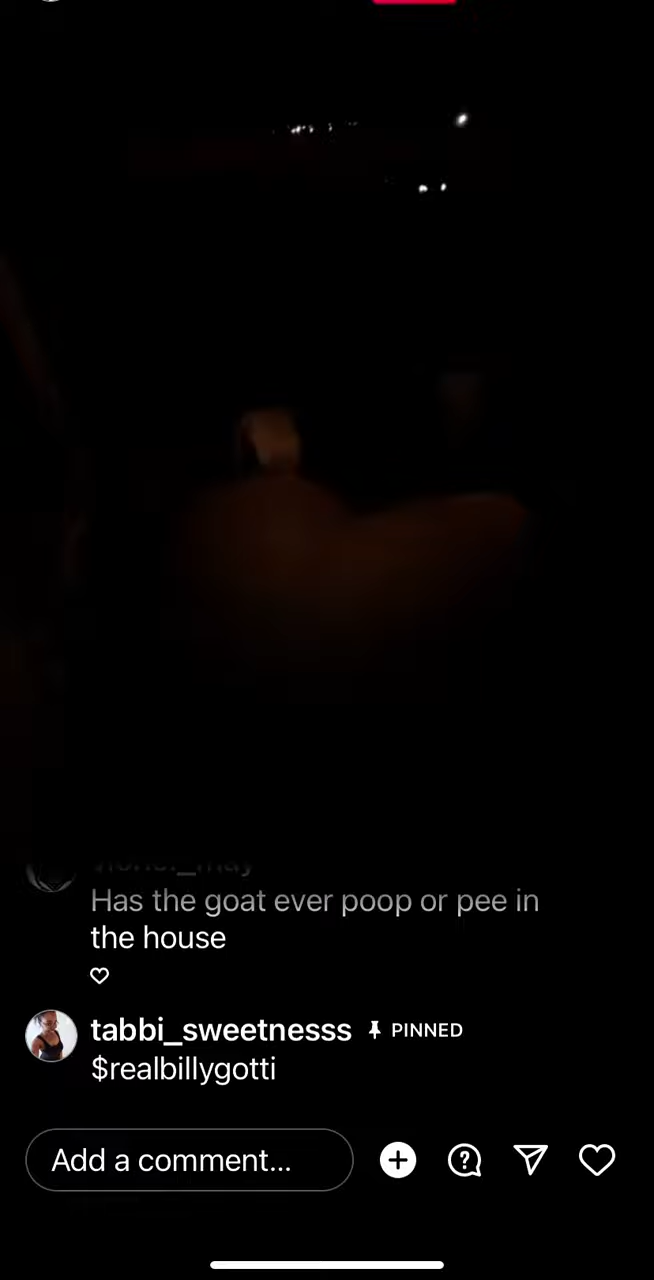 Has the goat ever poop or pee in
the house
tabbi_sweetnesss PINNED
$realbillygotti
Add a comment...